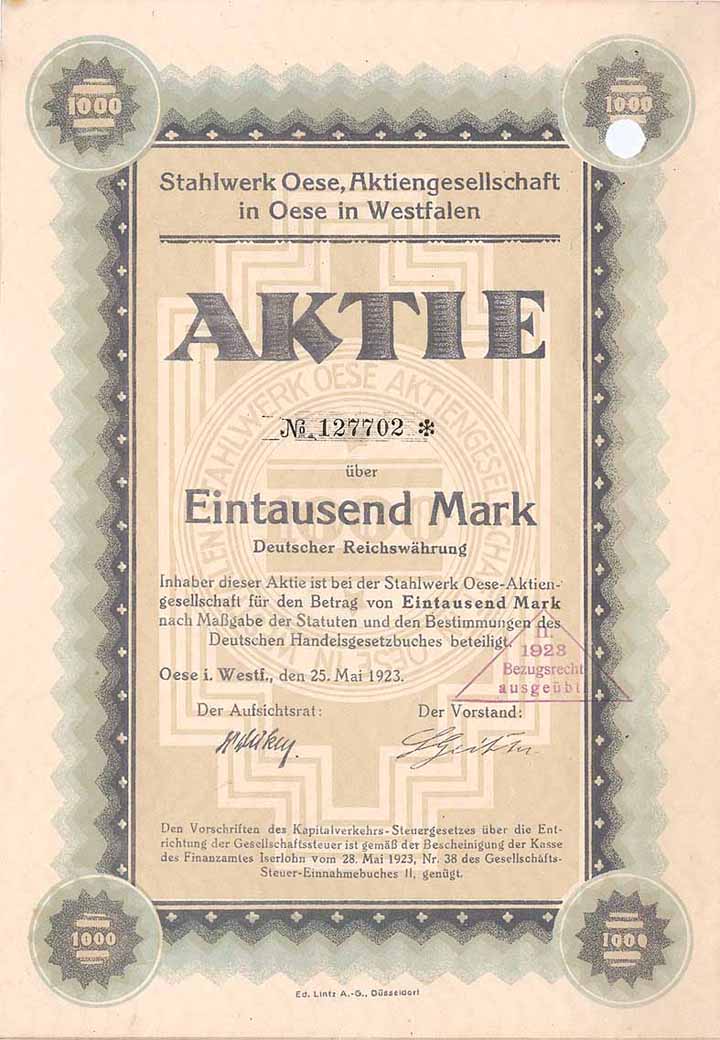 1000
1000
Stahlwerk Oese, Aktiengesellschaft
in Oese in Westfalen
AKTIE
STAHLWERK OESE AKTIENGESELLSCHAFT
No. 127702 ✻
über
Eintausend Mark
Deutscher Reichswährung
Inhaber dieser Aktie ist bei der Stahlwerk Oese-Aktien-
gesellschaft für den Betrag von Eintausend Mark
nach Maßgabe der Statuten und den Bestimmungen des
Deutschen Handelsgesetzbuches beteiligt.
II.
1923
Bezugsrecht
ausgeübt
Oese i. Westf., den 25. Mai 1923.
Der Aufsichtsrat:
Der Vorstand:
Den Vorschriften des Kapitalverkehrs-Steuergesetzes über die Ent-
richtung der Gesellschaftssteuer ist gemäß der Bescheinigung der Kasse
des Finanzamtes Iserlohn vom 28. Mai 1923, Nr. 38 des Gesellschafts-
Steuer-Einnahmebuches II, genügt.
1000
1000
Ed. Lintz A.-G., Düsseldorf